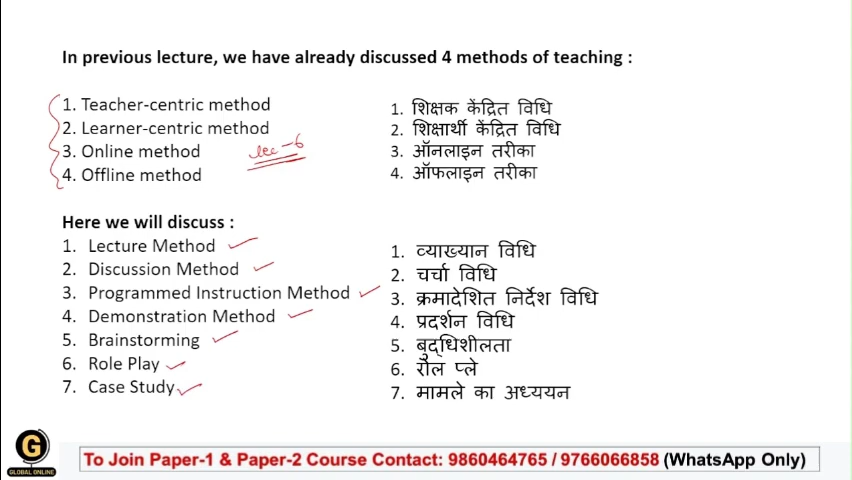 In previous lecture, we have already discussed 4 methods of teaching :
1. Teacher-centric method
2. Learner-centric method
3. Online method
4. Offline method
lec-6
1. शिक्षक केंद्रित विधि
2. शिक्षार्थी केंद्रित विधि
3. ऑनलाइन तरीका
4. ऑफलाइन तरीका
Here we will discuss :
1. Lecture Method
2. Discussion Method
3. Programmed Instruction Method
4. Demonstration Method
5. Brainstorming
6. Role Play
7. Case Study
1. व्याख्यान विधि
2. चर्चा विधि
3. क्रमादेशित निर्देश विधि
4. प्रदर्शन विधि
5. बुद्धिशीलता
6. रोल प्ले
7. मामले का अध्ययन
G
GLOBAL ONLINE
To Join Paper-1 & Paper-2 Course Contact: 9860464765 / 9766066858 (WhatsApp Only)